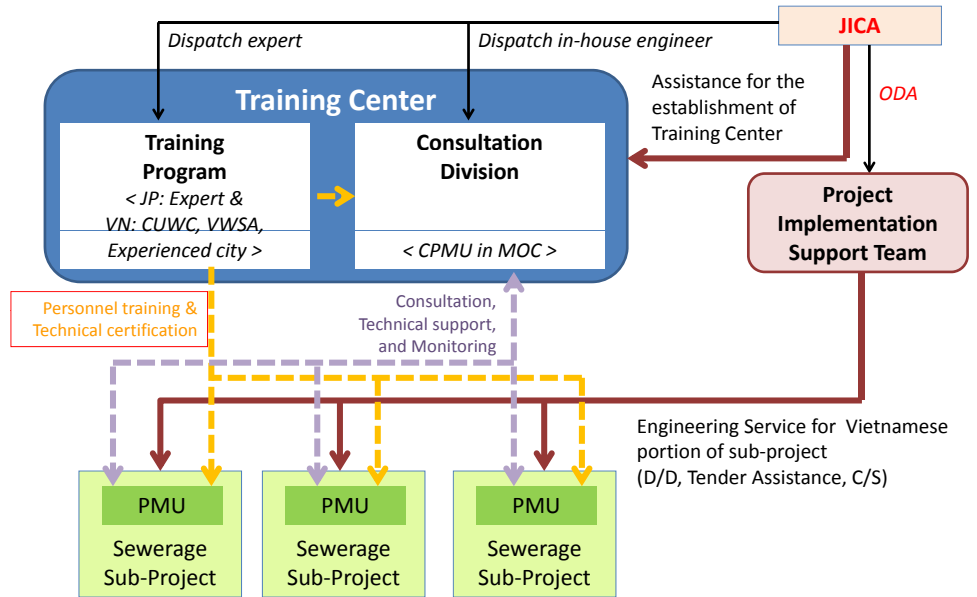 JICA
Dispatch expert
Dispatch in-house engineer
Training Center
Assistance for the
establishment of
Training Center
ODA
Training
Program
< JP: Expert &
VN: CUWC, VWSA,
Experienced city >
Consultation
Division
< CPMU in MOC >
Project
Implementation
Support Team
Personnel training &
Technical certification
Consultation,
Technical support,
and Monitoring
Engineering Service for Vietnamese
portion of sub-project
(D/D, Tender Assistance, C/S)
PMU
Sewerage
Sub-Project
PMU
Sewerage
Sub-Project
PMU
Sewerage
Sub-Project